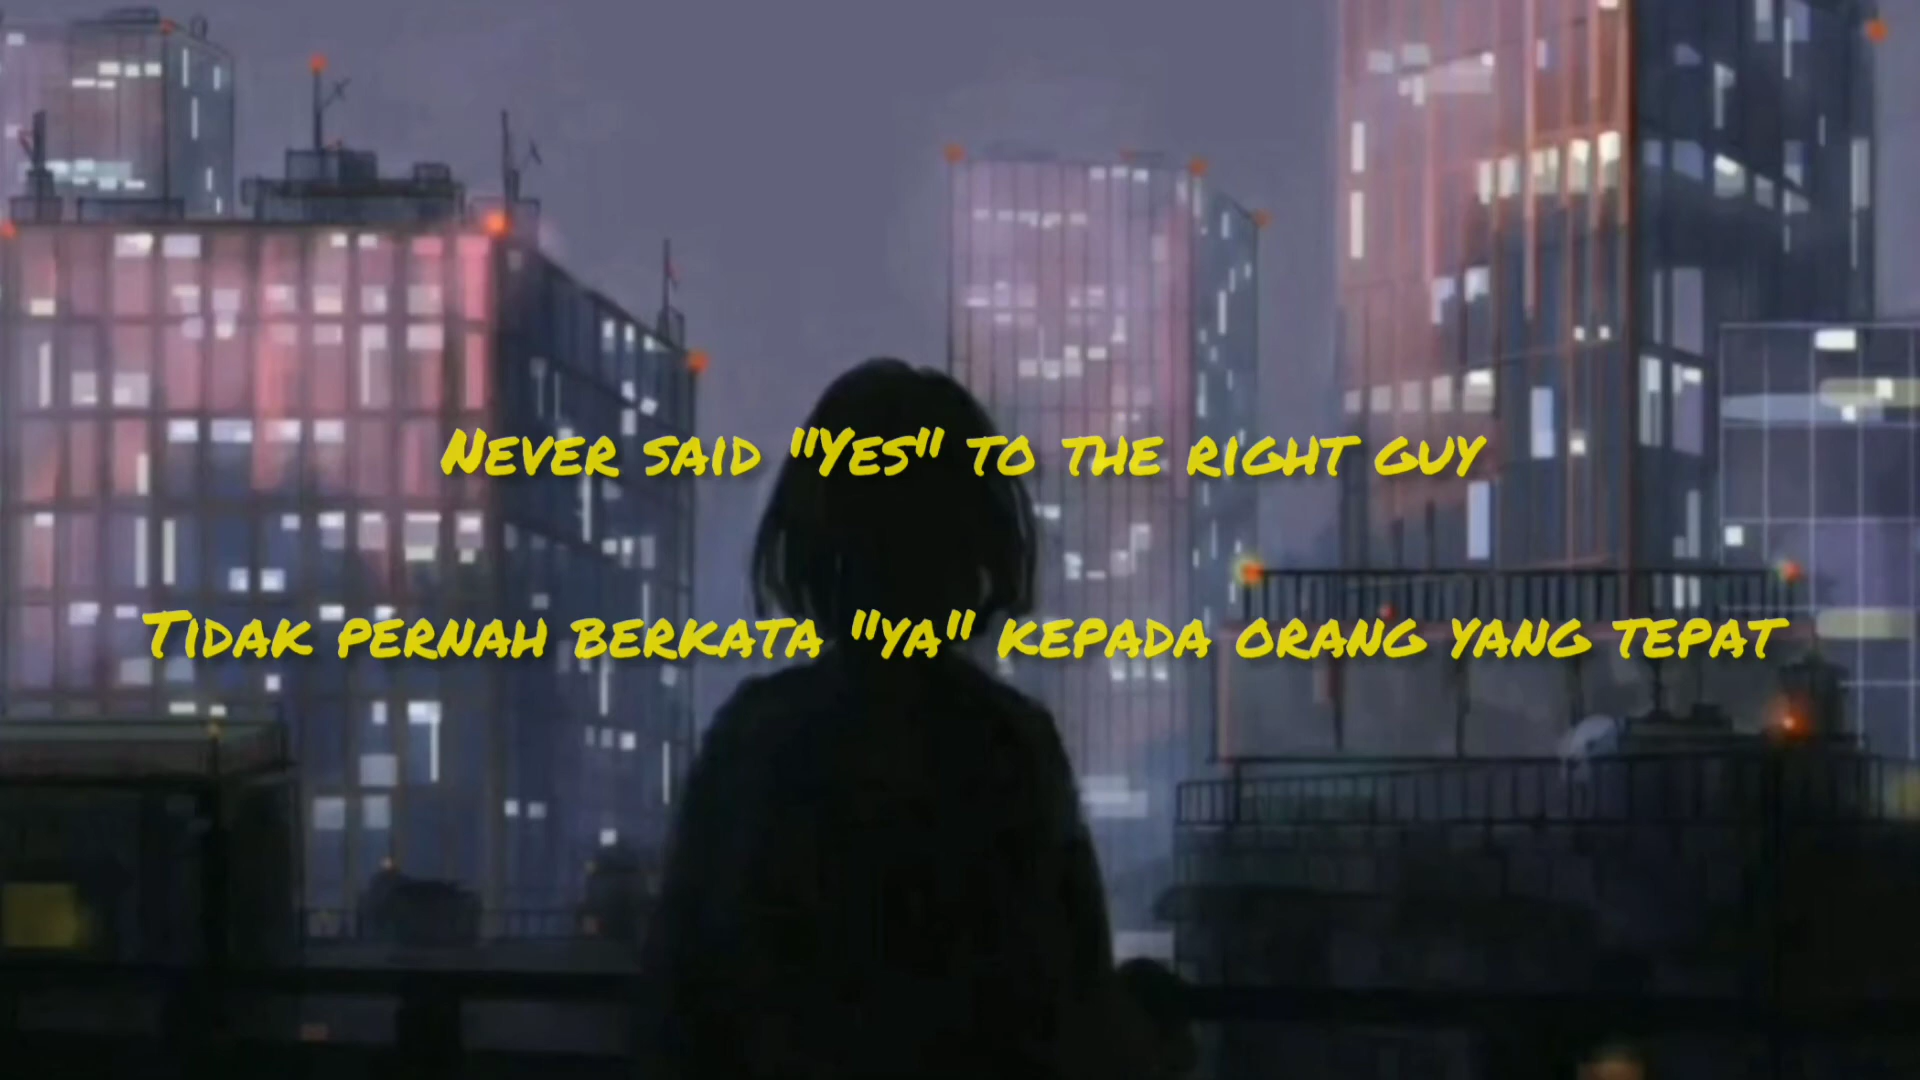 Never said "Yes" to the right guy
Tidak pernah berkata "ya" kepada orang yang tepat